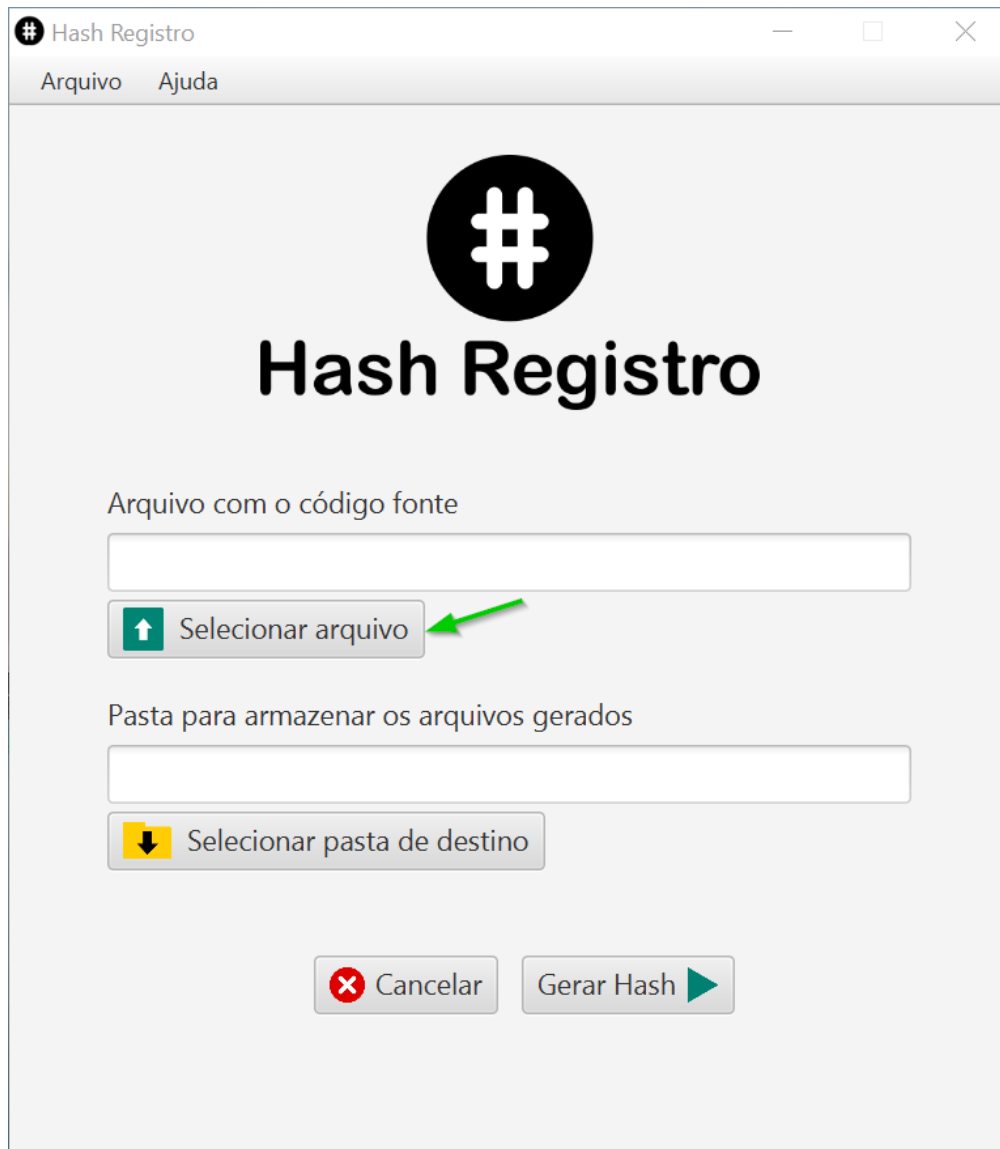 Hash Registro
Arquivo Ajuda
#
Hash Registro
Arquivo com o código fonte
Selecionar arquivo
Pasta para armazenar os arquivos gerados
Selecionar pasta de destino
Cancelar Gerar Hash